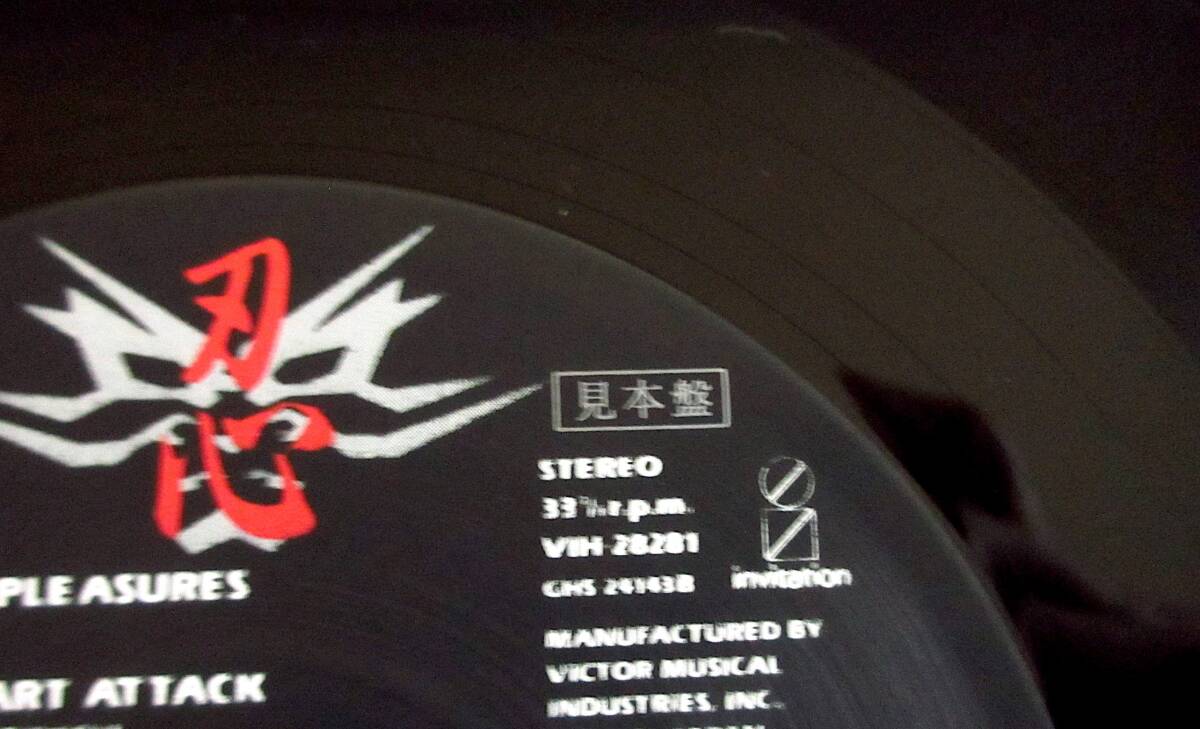 忍
見本盤
STEREO
33⅓ r.p.m.
VIH-28281
GHS 24143B
invitation
PLEASURES
ART ATTACK
MANUFACTURED BY
VICTOR MUSICAL
INDUSTRIES, INC.